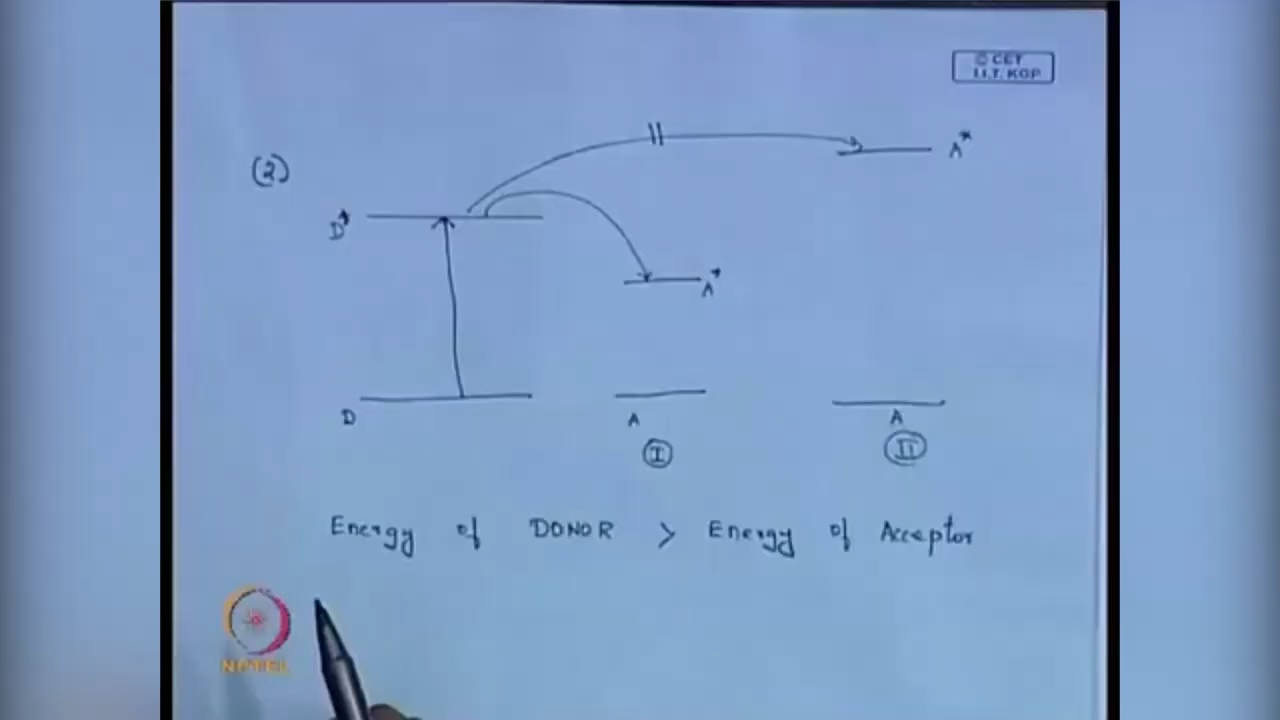 © CET
I.I.T. KGP
(2)
A*
D*
A*
D
A
A
I
II
Energy of DONOR > Energy of Acceptor
NPTEL